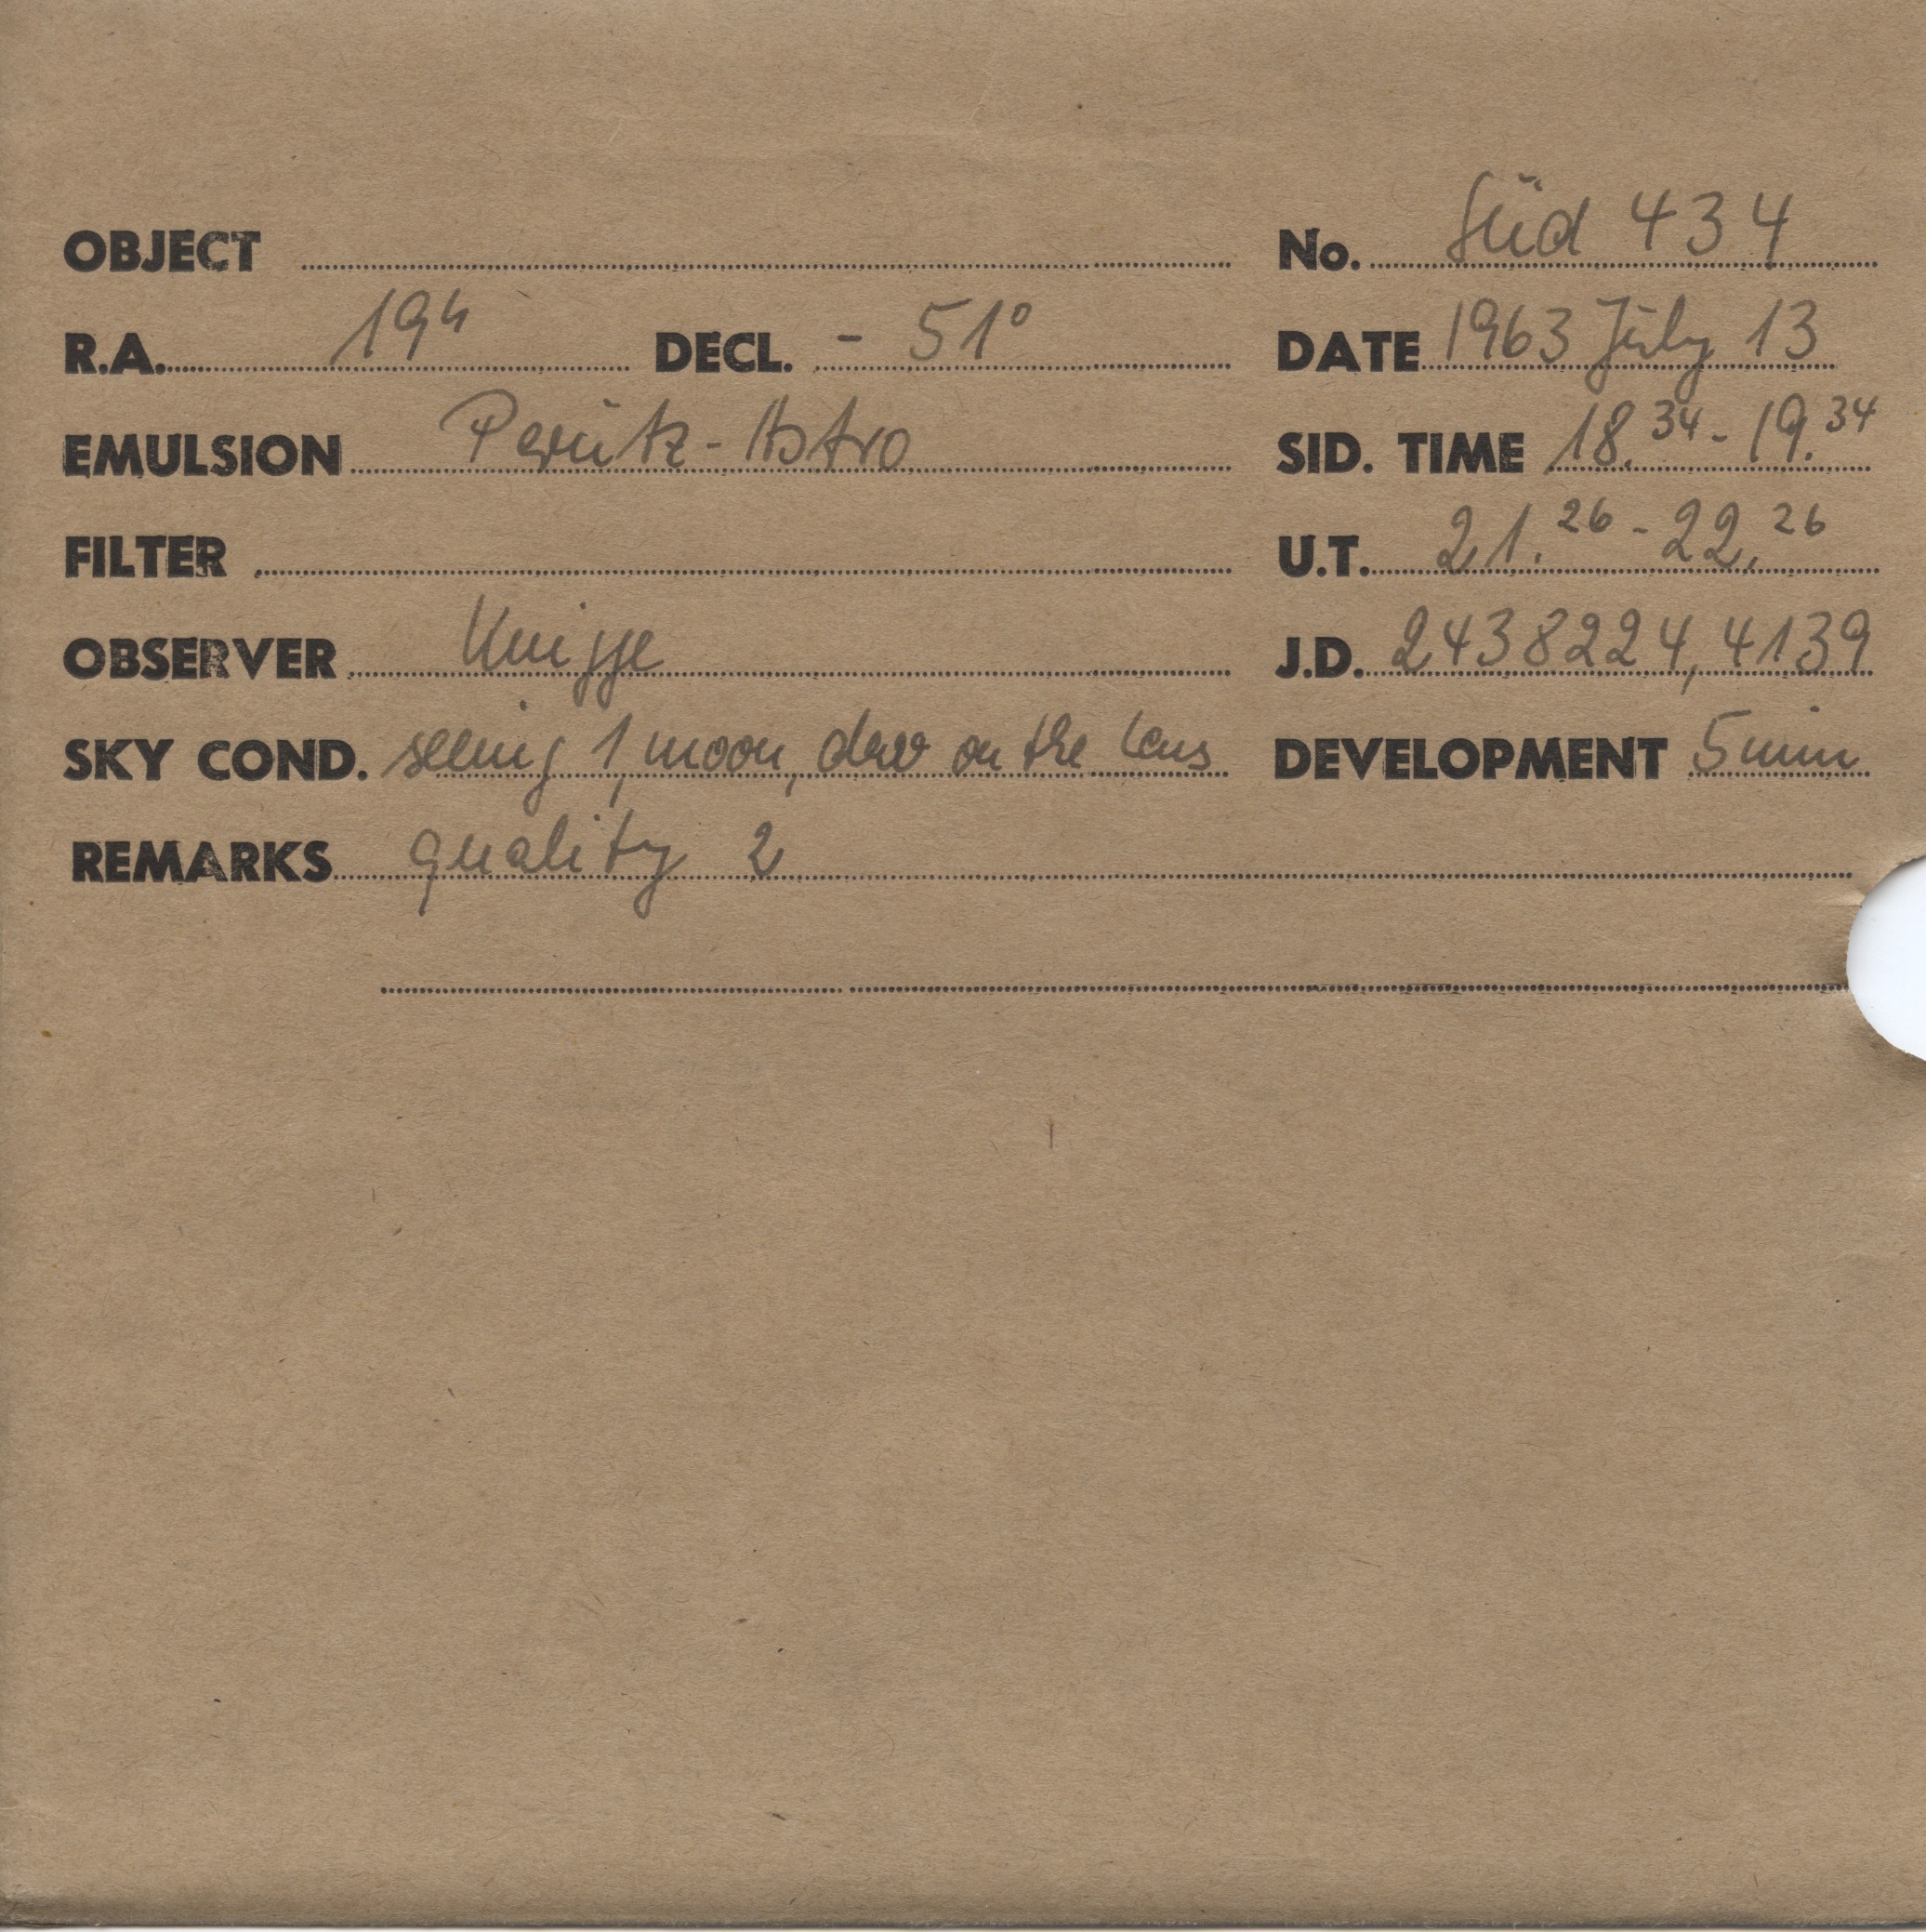 OBJECT No. Süd 434
R.A. 19h DECL. - 51° DATE 1963 July 13
EMULSION Perutz-Astro SID. TIME 18.34 - 19.34
FILTER U.T. 21.26 - 22.26
OBSERVER Knigge J.D. 2438224,4139
SKY COND. seeing 1, moon, dew on the lens DEVELOPMENT 5 min
REMARKS quality 2